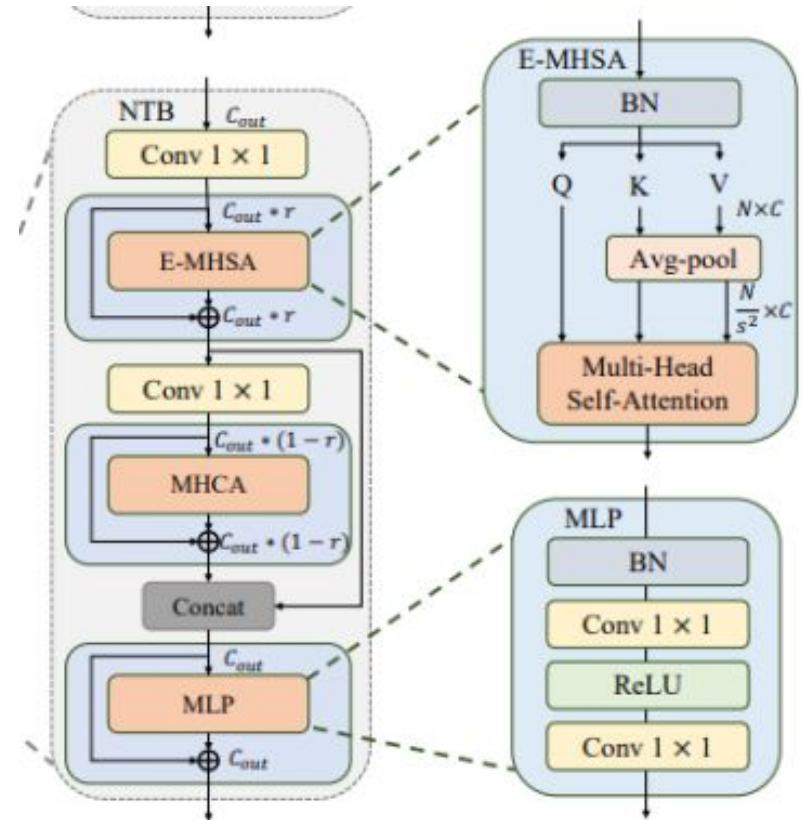 NTB
C_out
Conv 1 × 1
C_out * r
E-MHSA
C_out * r
Conv 1 × 1
C_out * (1 − r)
MHCA
C_out * (1 − r)
Concat
C_out
MLP
C_out
E-MHSA
BN
Q K V
N×C
Avg-pool
N/s² ×C
Multi-Head
Self-Attention
MLP
BN
Conv 1 × 1
ReLU
Conv 1 × 1